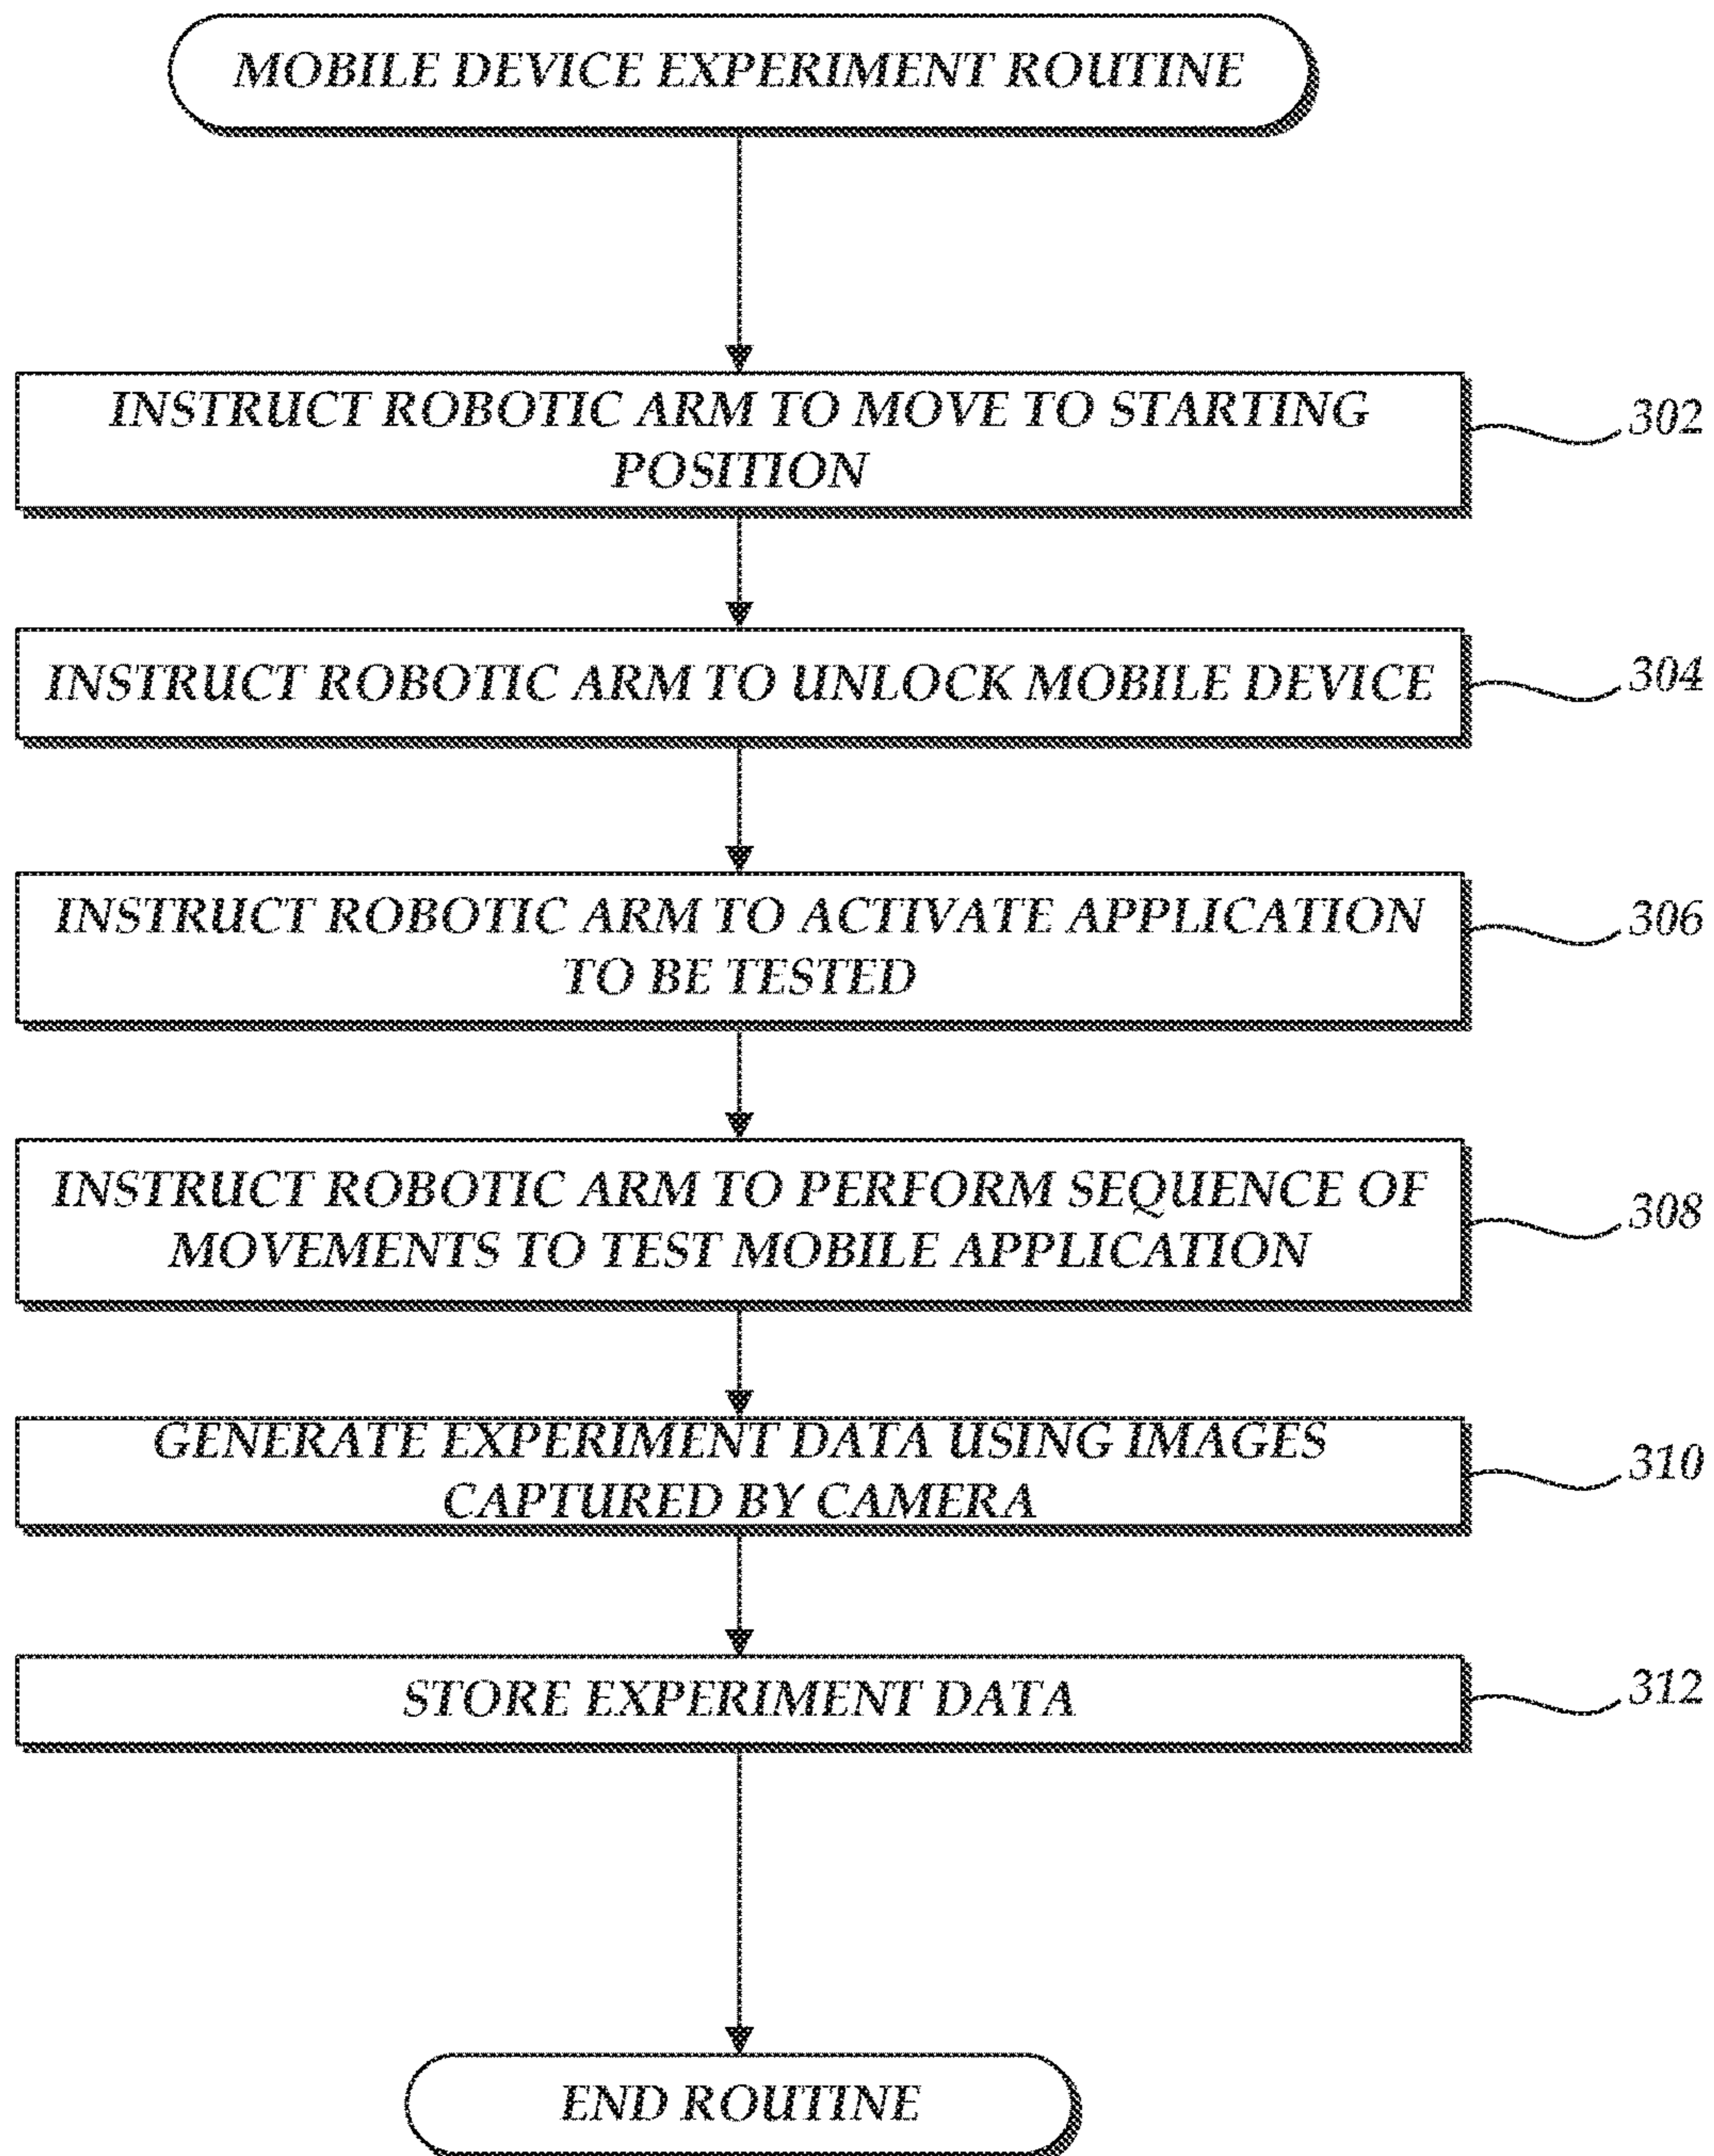 MOBILE DEVICE EXPERIMENT ROUTINE
INSTRUCT ROBOTIC ARM TO MOVE TO STARTING
POSITION
302
INSTRUCT ROBOTIC ARM TO UNLOCK MOBILE DEVICE
304
INSTRUCT ROBOTIC ARM TO ACTIVATE APPLICATION
TO BE TESTED
306
INSTRUCT ROBOTIC ARM TO PERFORM SEQUENCE OF
MOVEMENTS TO TEST MOBILE APPLICATION
308
GENERATE EXPERIMENT DATA USING IMAGES
CAPTURED BY CAMERA
310
STORE EXPERIMENT DATA
312
END ROUTINE